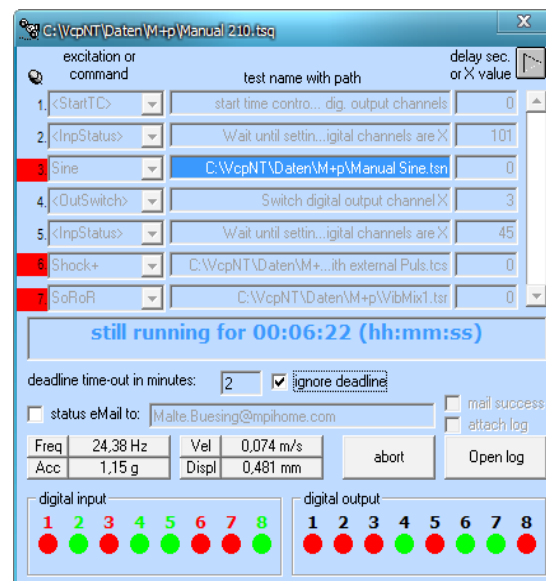 C:\VcpNT\Daten\M+p\Manual 210.tsq
X
excitation or
command
test name with path
delay sec.
or X value
1. <StartTC> start time contro... dig. output channels 0
2. <InpStatus> Wait until settin...igital channels are X 101
3. Sine C:\VcpNT\Daten\M+p\Manual Sine.tsn 0
4. <OutSwitch> Switch digital output channel X 3
5. <InpStatus> Wait until settin...igital channels are X 45
6. Shock+ C:\VcpNT\Daten\M+...ith external Puls.tcs 0
7. SoRoR C:\VcpNT\Daten\M+p\VibMix1.tsr 0
still running for 00:06:22 (hh:mm:ss)
deadline time-out in minutes: 2 ignore deadline
status eMail to: Malte.Buesing@mpihome.com
mail success
attach log
Freq 24,38 Hz Vel 0,074 m/s
Acc 1,15 g Displ 0,481 mm
abort
Open log
digital input
1 2 3 4 5 6 7 8
digital output
1 2 3 4 5 6 7 8